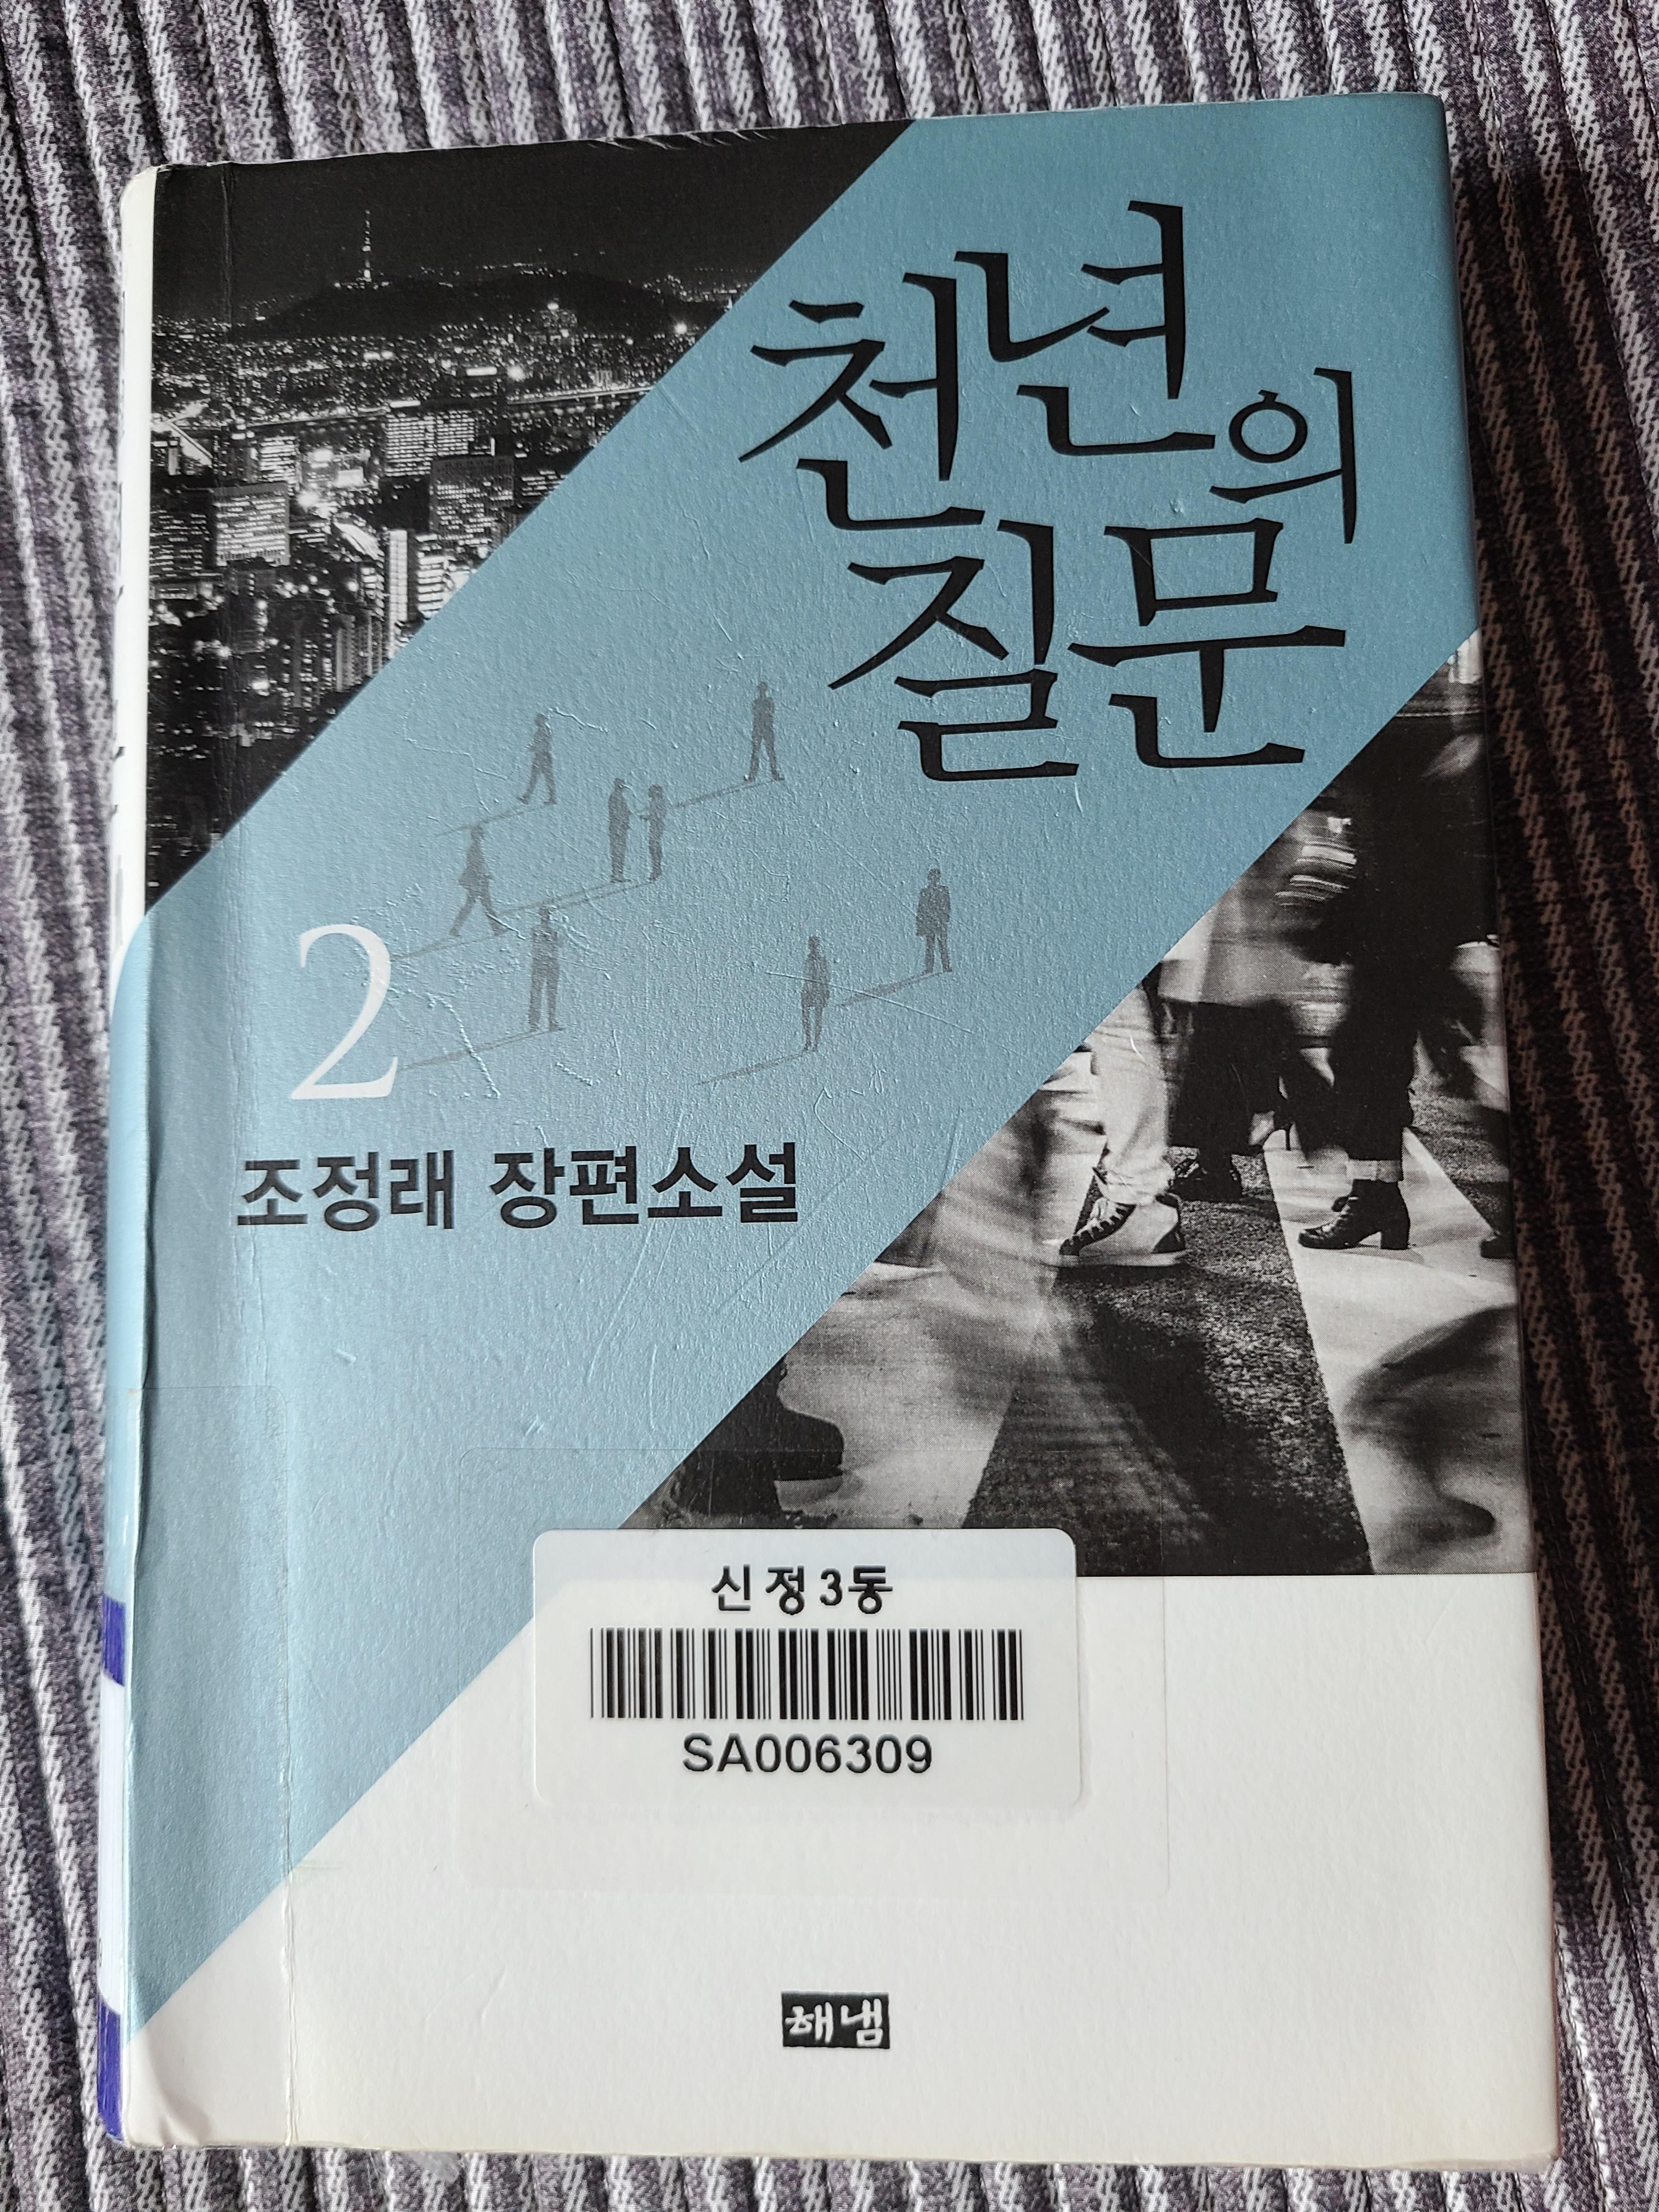 천년의
질문
2
조정래 장편소설
신정3동
SA006309
해냄